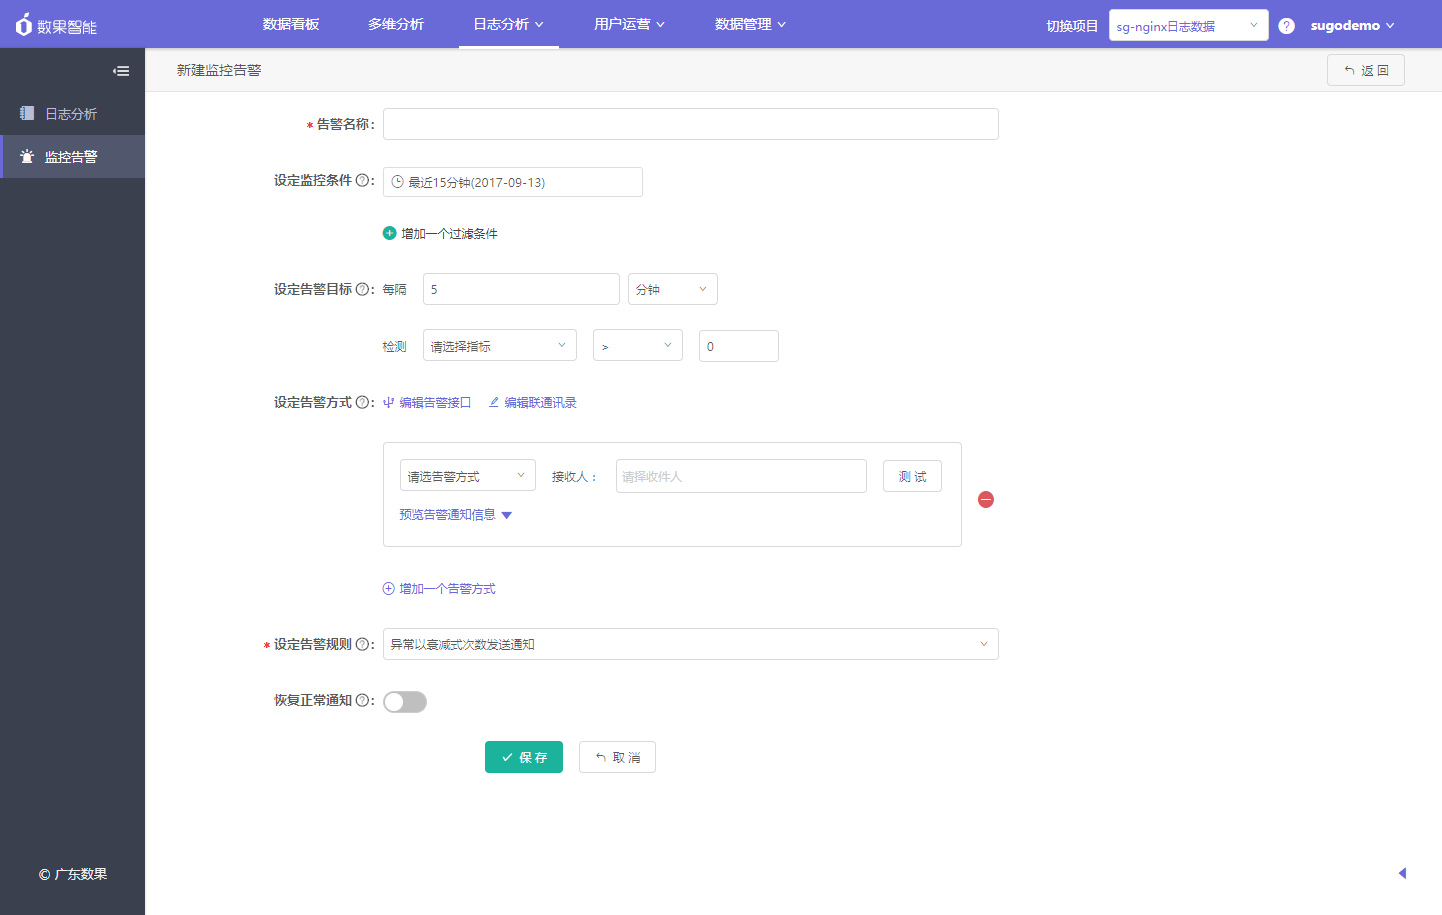 数果智能 数据看板 多维分析 日志分析 用户运营 数据管理 切换项目 sg-nginx日志数据 ? sugodemo
新建监控告警 返 回
日志分析
监控告警
* 告警名称:
设定监控条件 ? : 最近15分钟(2017-09-13)
增加一个过滤条件
设定告警目标 ? : 每隔 5 分钟
检测 请选择指标 > 0
设定告警方式 ? : 编辑告警接口 编辑联通讯录
请选告警方式 接收人： 请择收件人 测 试
预览告警通知信息
增加一个告警方式
* 设定告警规则 ? : 异常以衰减式次数发送通知
恢复正常通知 ? :
保 存 取 消
© 广东数果